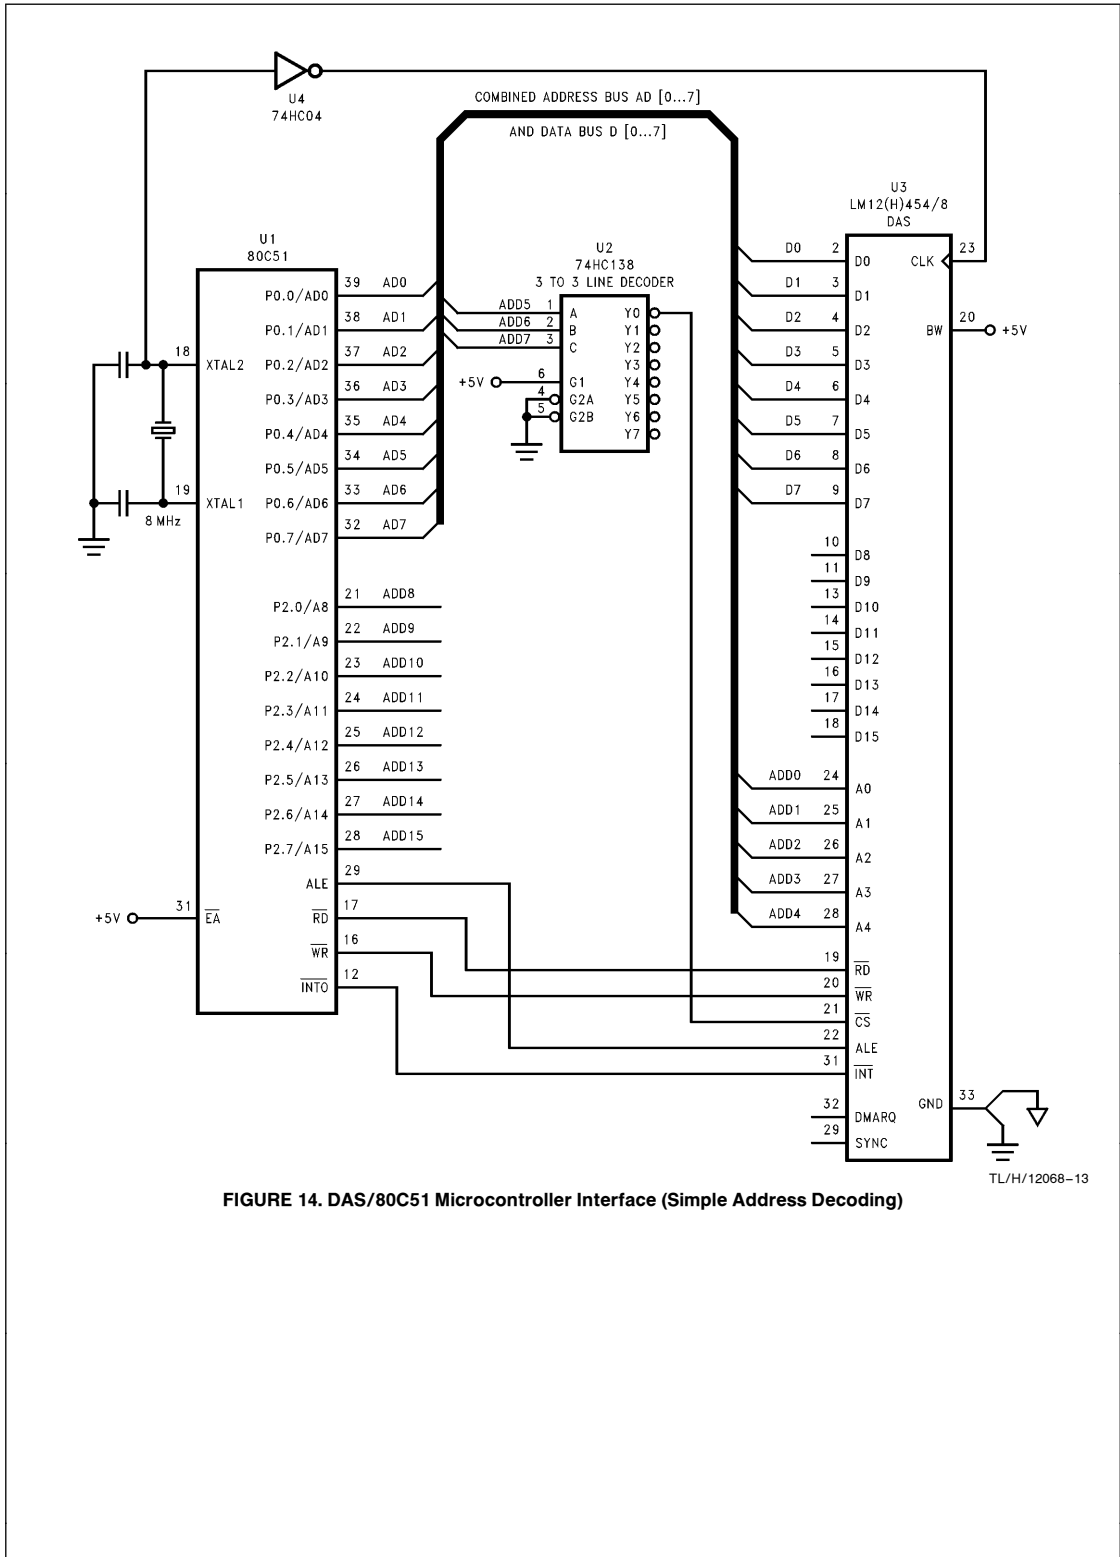 U4
74HC04
COMBINED ADDRESS BUS AD [0...7]
AND DATA BUS D [0...7]
U1
80C51
39 AD0
P0.0/AD0
38 AD1
P0.1/AD1
37 AD2
P0.2/AD2
36 AD3
P0.3/AD3
35 AD4
P0.4/AD4
34 AD5
P0.5/AD5
33 AD6
P0.6/AD6
32 AD7
P0.7/AD7
18 XTAL2
19 XTAL1
8 MHz
21 ADD8
P2.0/A8
22 ADD9
P2.1/A9
23 ADD10
P2.2/A10
24 ADD11
P2.3/A11
25 ADD12
P2.4/A12
26 ADD13
P2.5/A13
27 ADD14
P2.6/A14
28 ADD15
P2.7/A15
29
ALE
+5V 31 EA
17
RD
16
WR
12
INTO
U2
74HC138
3 TO 3 LINE DECODER
ADD5 1 A Y0
ADD6 2 B Y1
ADD7 3 C Y2
Y3
+5V 6 G1 Y4
4 G2A Y5
5 G2B Y6
Y7
U3
LM12(H)454/8
DAS
D0 2 D0
CLK 23
D1 3 D1
D2 4 D2
BW 20 +5V
D3 5 D3
D4 6 D4
D5 7 D5
D6 8 D6
D7 9 D7
10 D8
11 D9
13 D10
14 D11
15 D12
16 D13
17 D14
18 D15
ADD0 24 A0
ADD1 25 A1
ADD2 26 A2
ADD3 27 A3
ADD4 28 A4
19 RD
20 WR
21 CS
22 ALE
31 INT
GND 33
32 DMARQ
29 SYNC
TL/H/12068–13
FIGURE 14. DAS/80C51 Microcontroller Interface (Simple Address Decoding)